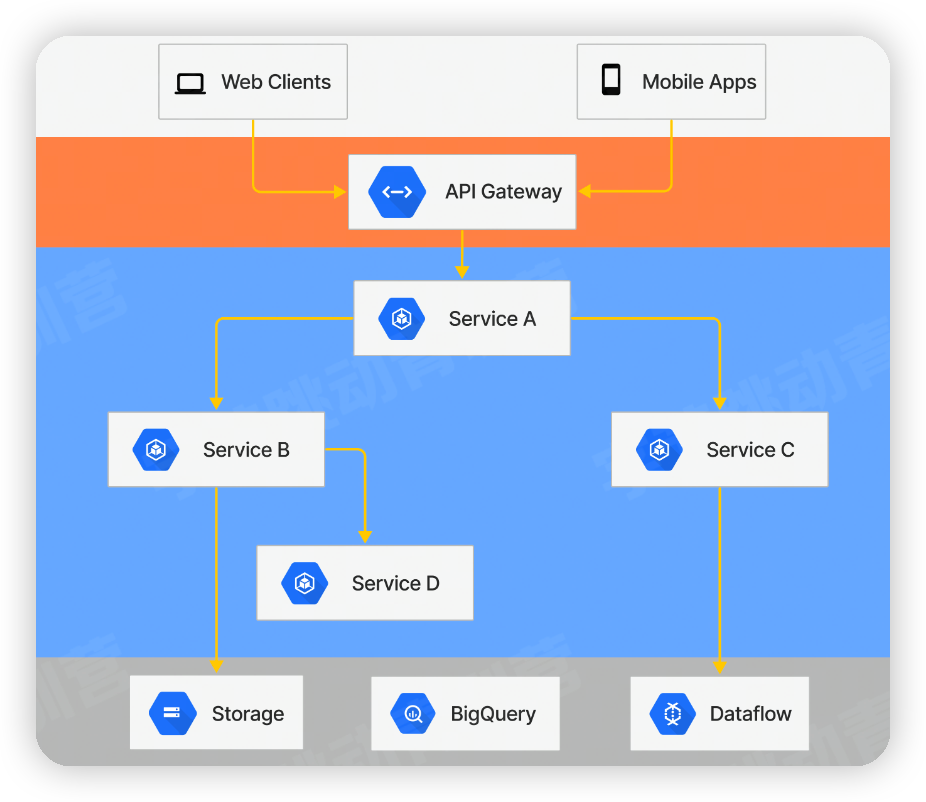 Web Clients
Mobile Apps
API Gateway
Service A
Service B
Service C
Service D
Storage
BigQuery
Dataflow